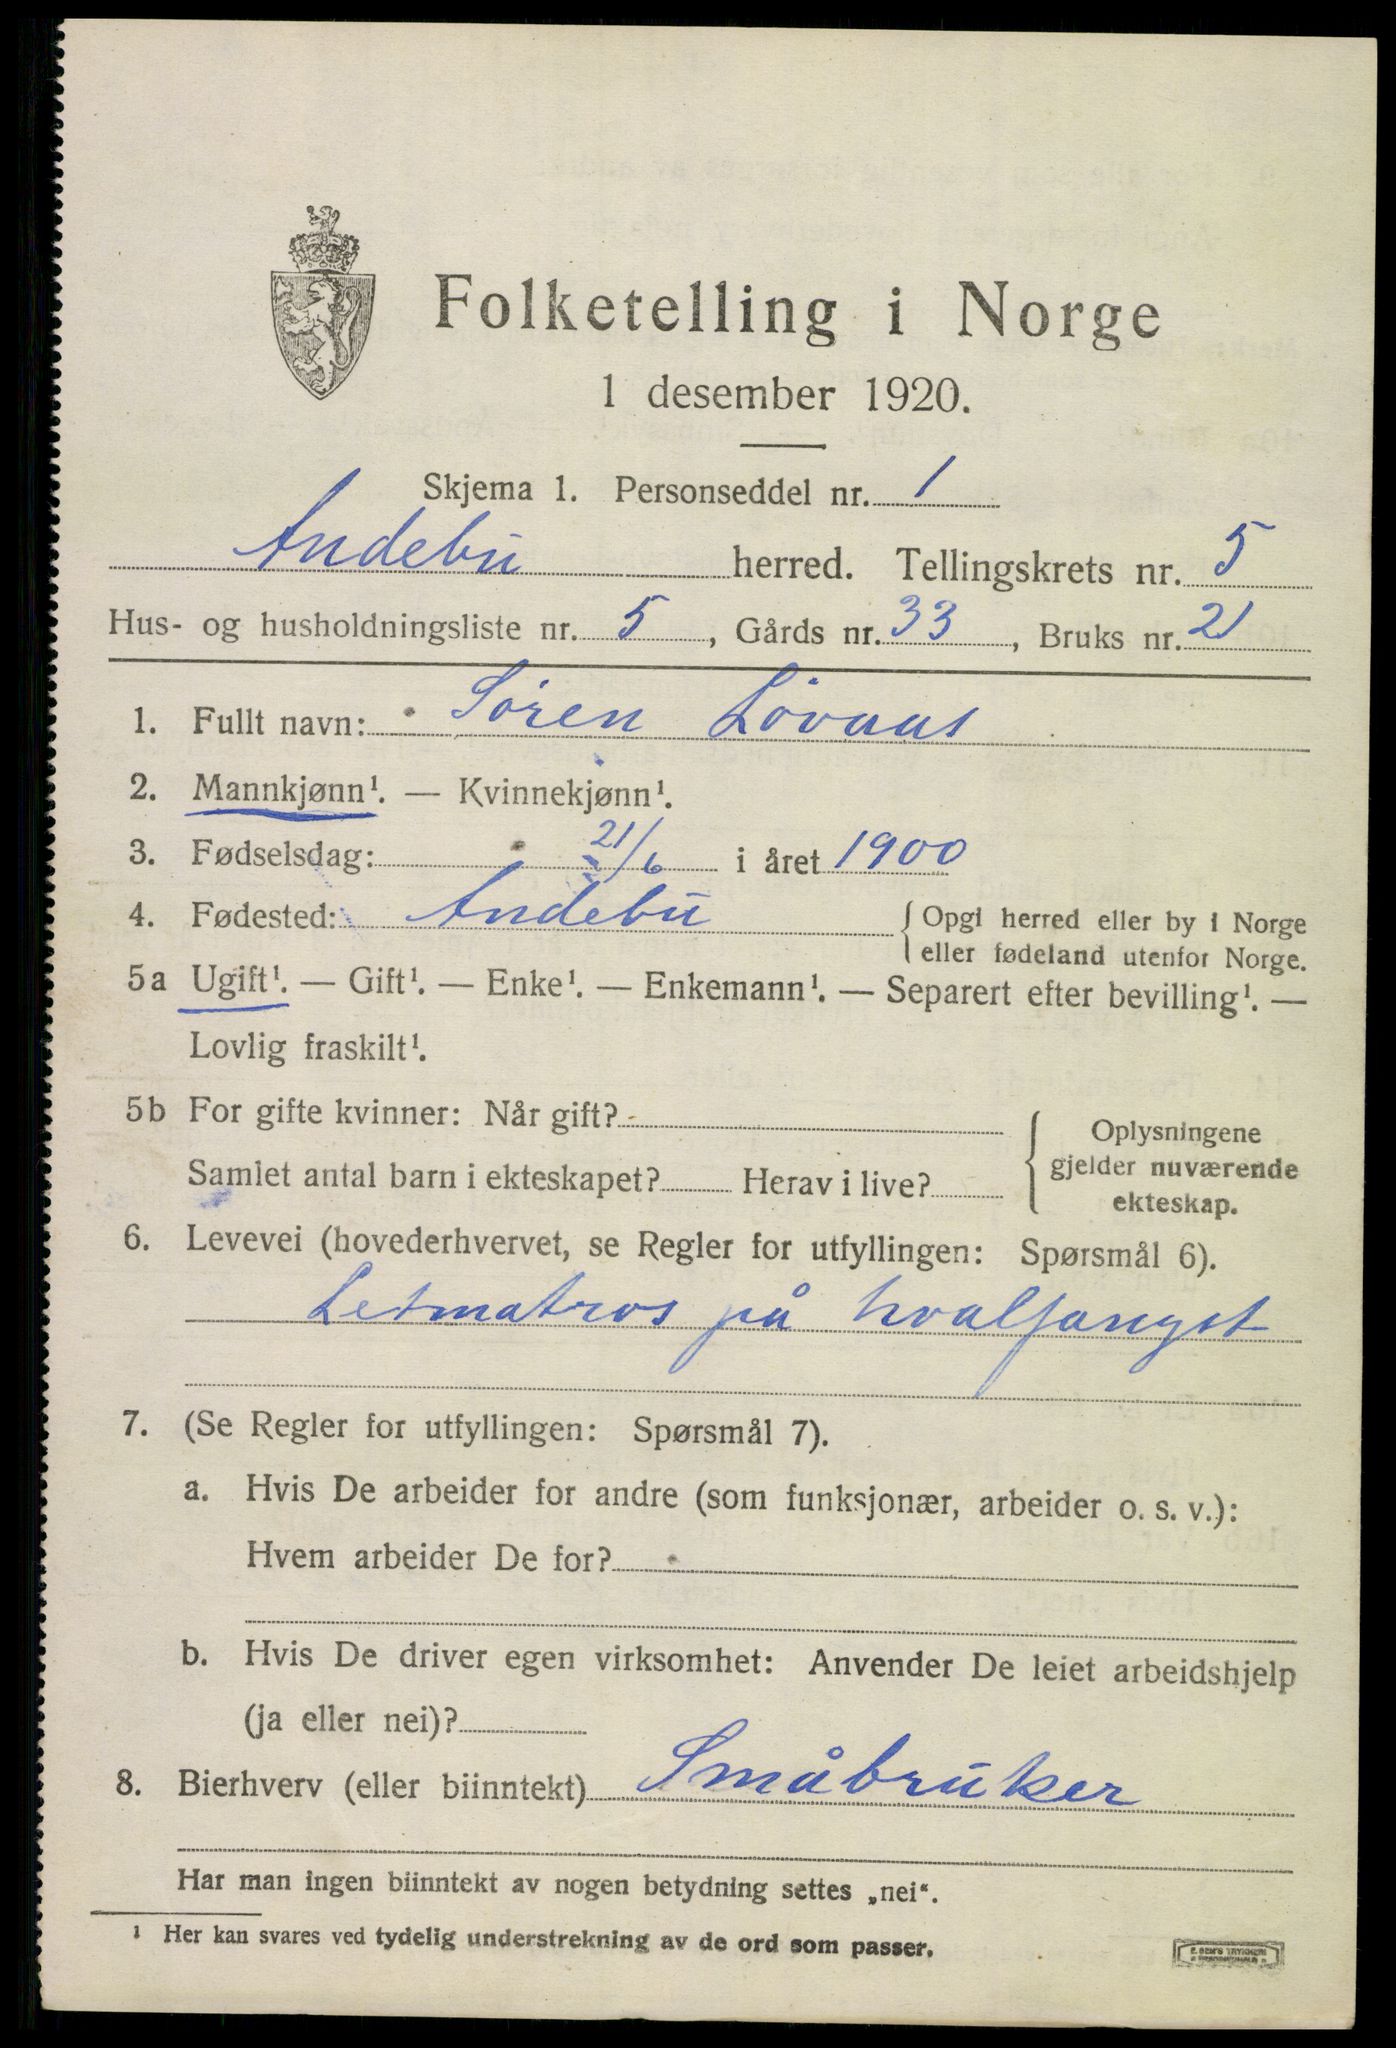 Folketelling i Norge
1 desember 1920.
Skjema 1. Personseddel nr. 1
Andebu herred. Tellingskrets nr. 5
Hus- og husholdningsliste nr. 5, Gårds nr. 33, Bruks nr. 21
1. Fullt navn: Sören Lövaas
2. Mannkjønn¹. — Kvinnekjønn¹.
3. Fødselsdag: 21/6 i året 1900
4. Fødested: Andebu { Opgi herred eller by i Norge
eller fødeland utenfor Norge.
5a Ugift¹. — Gift¹. — Enke¹. — Enkemann¹. — Separert efter bevilling¹. —
Lovlig fraskilt¹.
5b For gifte kvinner: Når gift?
Samlet antal barn i ekteskapet? Herav i live?
{ Oplysningene
gjelder nuværende
ekteskap.
6. Levevei (hovederhvervet, se Regler for utfyllingen: Spørsmål 6).
Letmatros på hvalfangst
7. (Se Regler for utfyllingen: Spørsmål 7).
a. Hvis De arbeider for andre (som funksjonær, arbeider o. s. v.):
Hvem arbeider De for?
b. Hvis De driver egen virksomhet: Anvender De leiet arbeidshjelp
(ja eller nei)?
8. Bierhverv (eller biinntekt) Småbruker
Har man ingen biinntekt av nogen betydning settes „nei“.
¹ Her kan svares ved tydelig understrekning av de ord som passer.